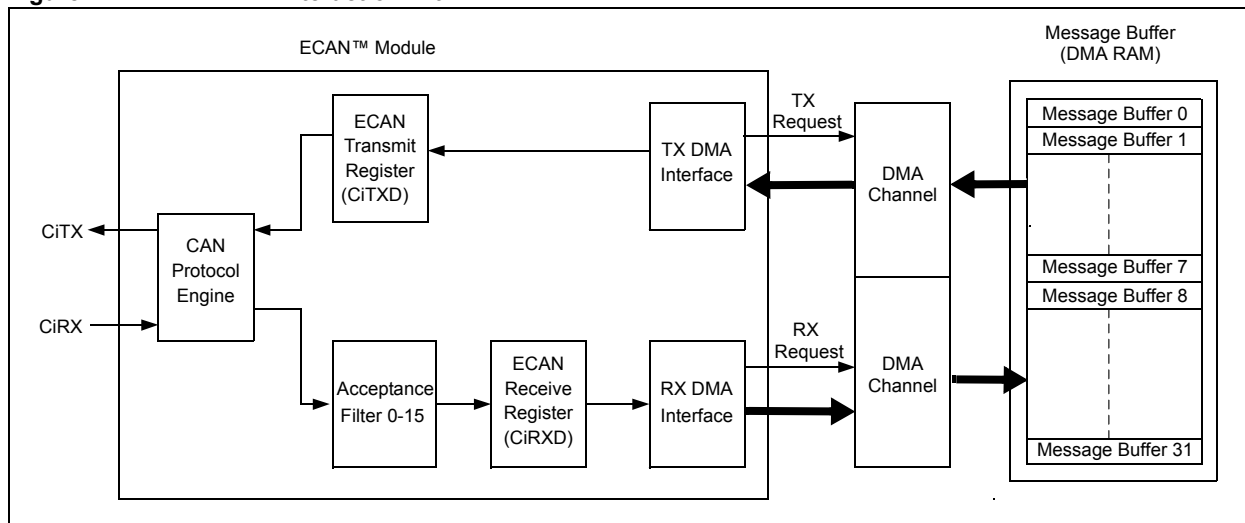 ECAN™ Module
Message Buffer
(DMA RAM)
ECAN
Transmit
Register
(CiTXD)
TX DMA
Interface
TX
Request
DMA
Channel
Message Buffer 0
Message Buffer 1
Message Buffer 7
Message Buffer 8
Message Buffer 31
CiTX
CiRX
CAN
Protocol
Engine
Acceptance
Filter 0-15
ECAN
Receive
Register
(CiRXD)
RX DMA
Interface
RX
Request
DMA
Channel